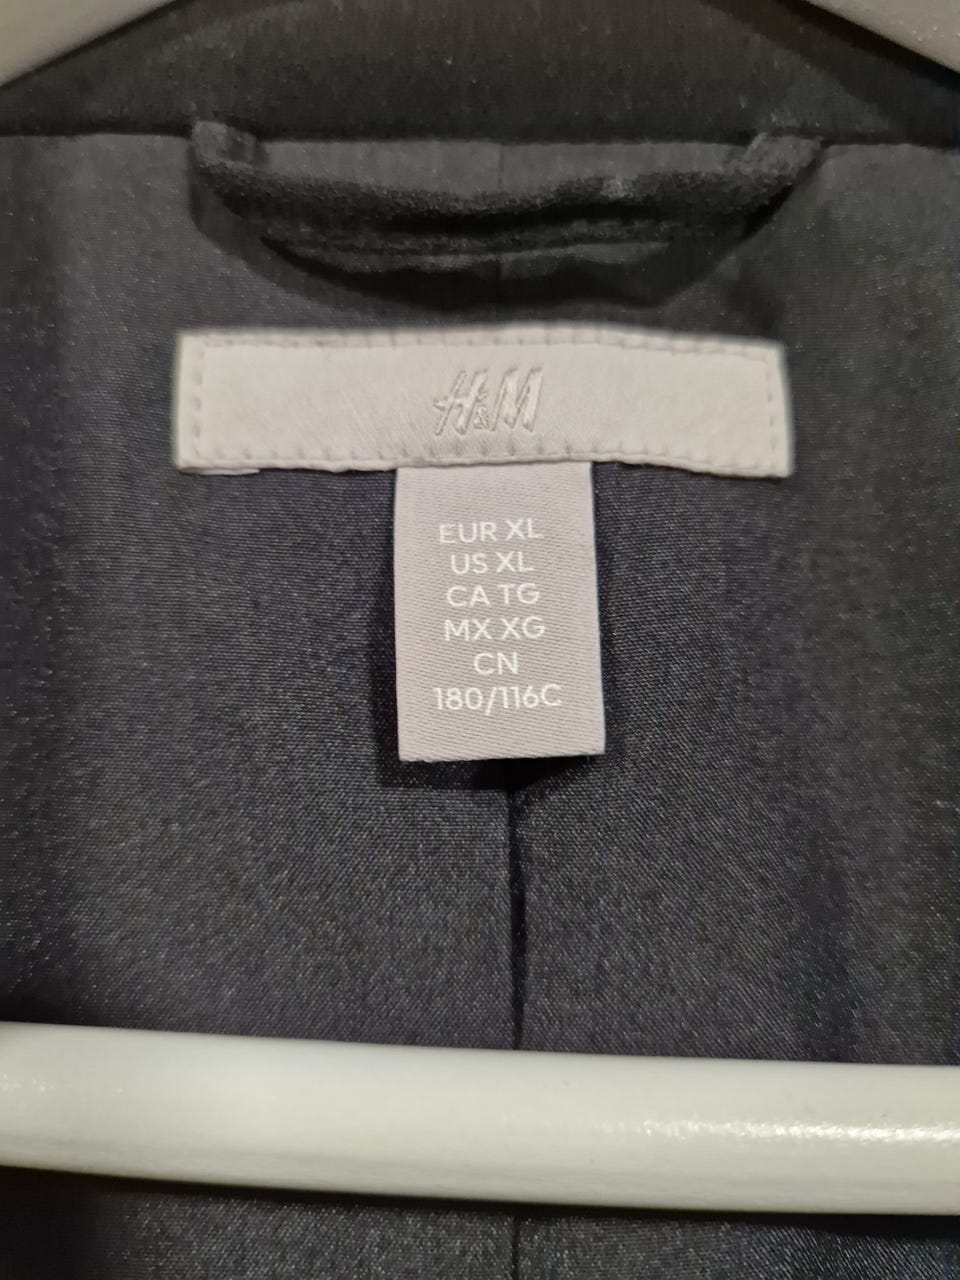 H&M
EUR XL
US XL
CA TG
MX XG
CN
180/116C